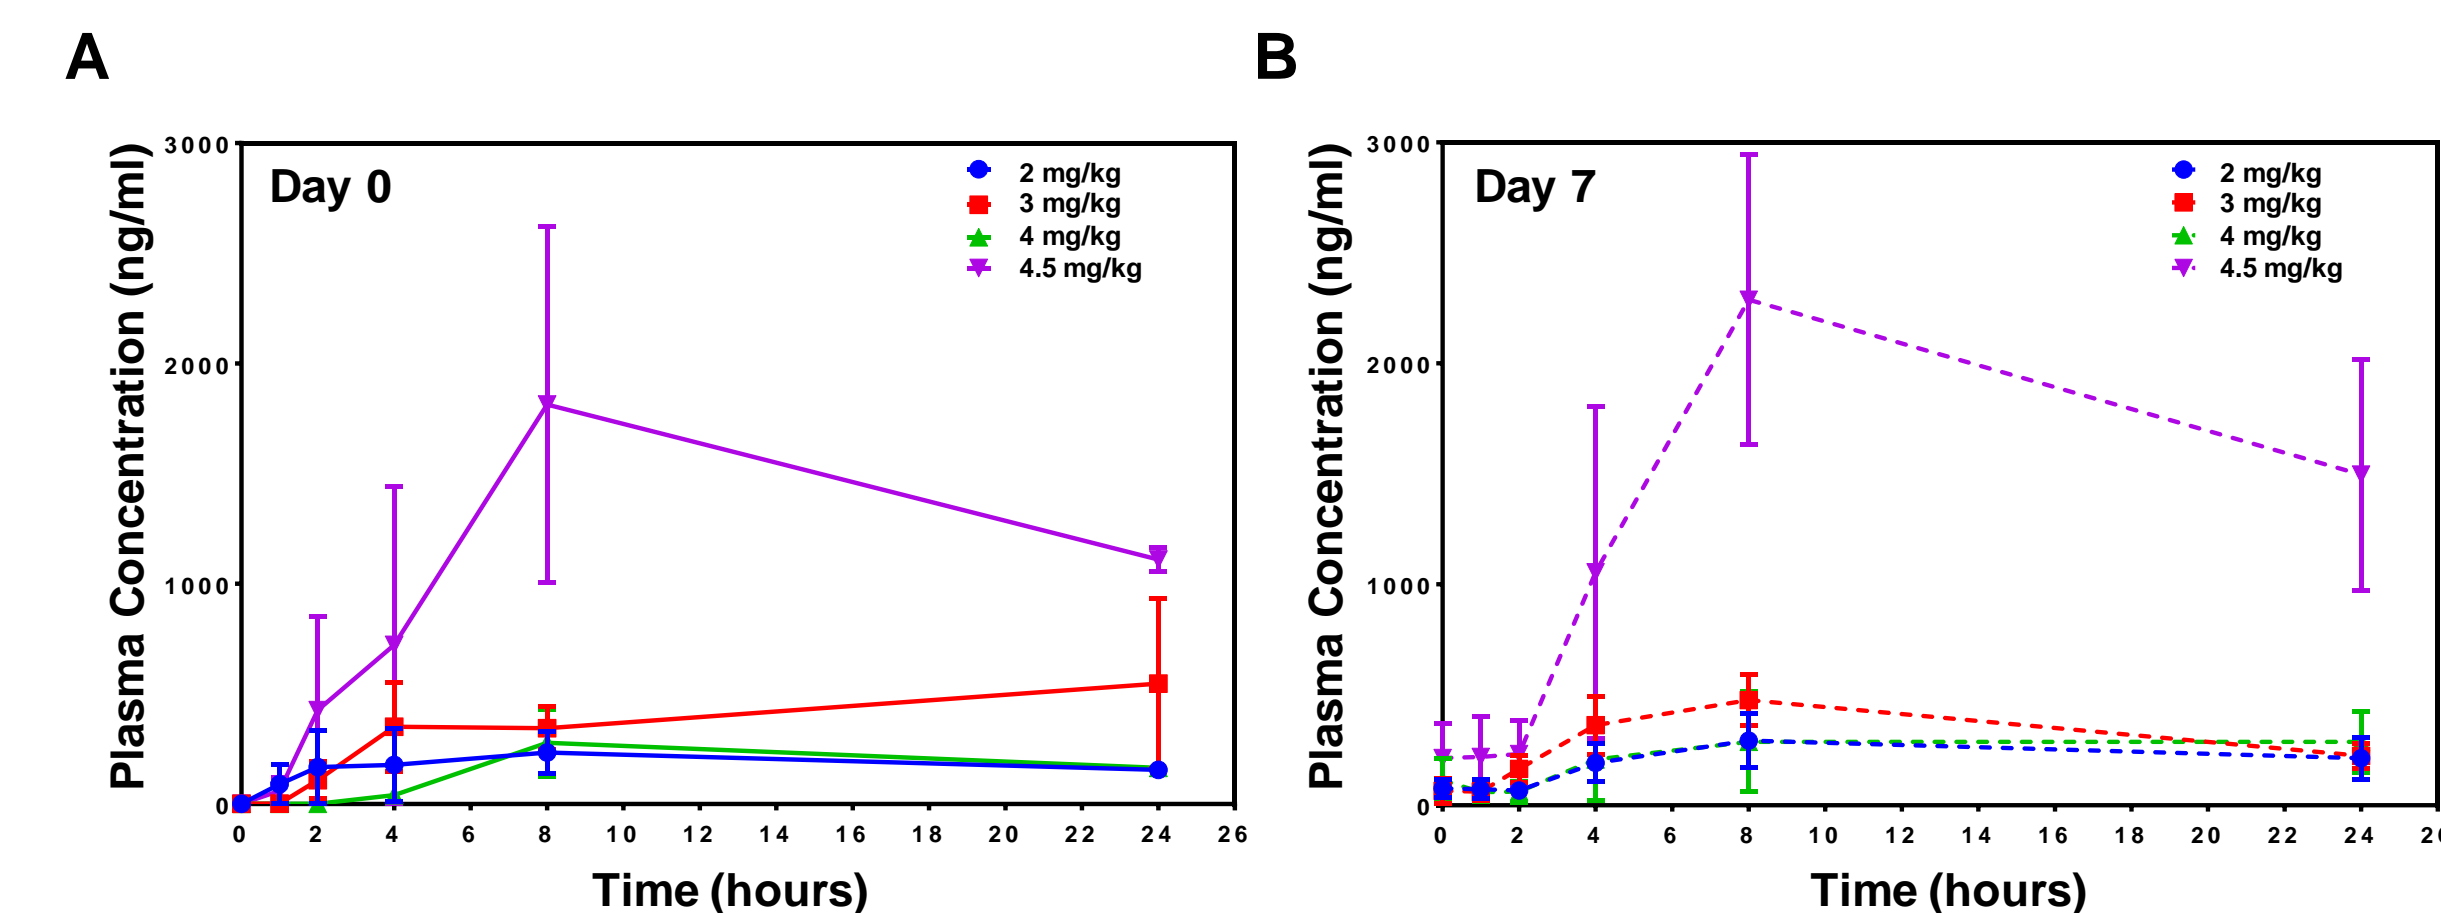 A
B
Plasma Concentration (ng/ml)
3000
2000
1000
0
Day 0
2 mg/kg
3 mg/kg
4 mg/kg
4.5 mg/kg
0 2 4 6 8 10 12 14 16 18 20 22 24 26
Time (hours)
Plasma Concentration (ng/ml)
3000
2000
1000
0
Day 7
2 mg/kg
3 mg/kg
4 mg/kg
4.5 mg/kg
0 2 4 6 8 10 12 14 16 18 20 22 24
Time (hours)